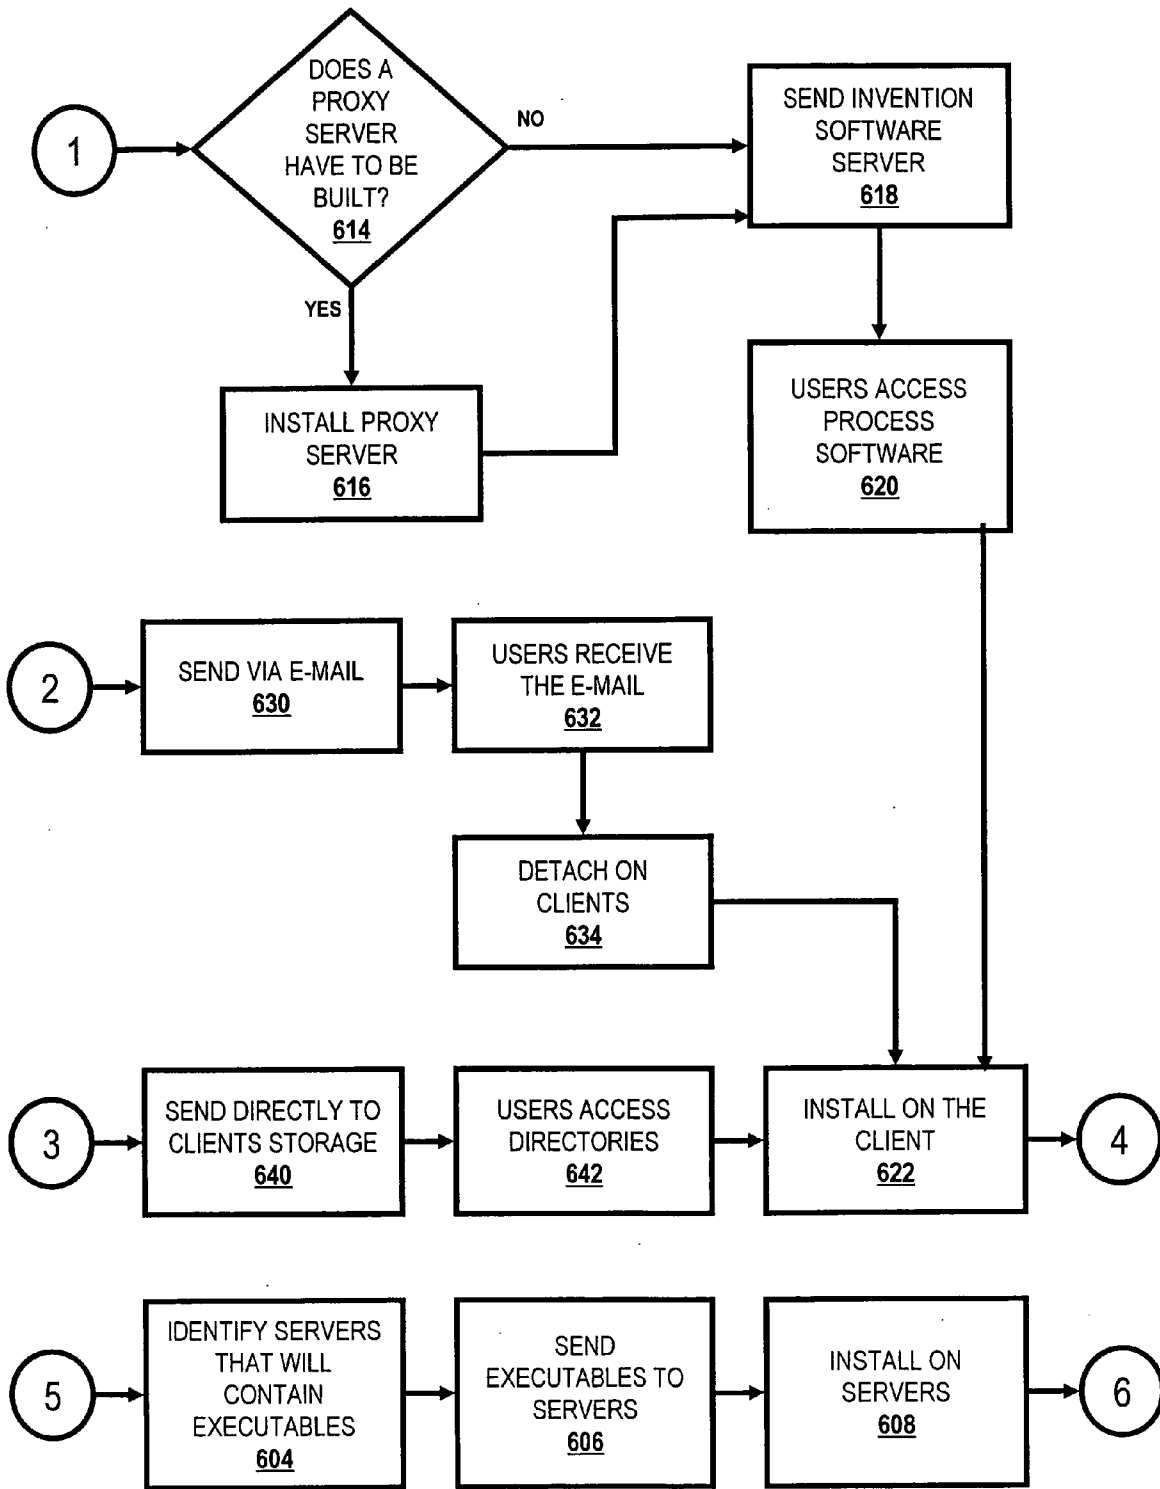 1
DOES A
PROXY
SERVER
HAVE TO BE
BUILT?
614
NO
YES
SEND INVENTION
SOFTWARE
SERVER
618
INSTALL PROXY
SERVER
616
USERS ACCESS
PROCESS
SOFTWARE
620
2
SEND VIA E-MAIL
630
USERS RECEIVE
THE E-MAIL
632
DETACH ON
CLIENTS
634
3
SEND DIRECTLY TO
CLIENTS STORAGE
640
USERS ACCESS
DIRECTORIES
642
INSTALL ON THE
CLIENT
622
4
5
IDENTIFY SERVERS
THAT WILL
CONTAIN
EXECUTABLES
604
SEND
EXECUTABLES TO
SERVERS
606
INSTALL ON
SERVERS
608
6